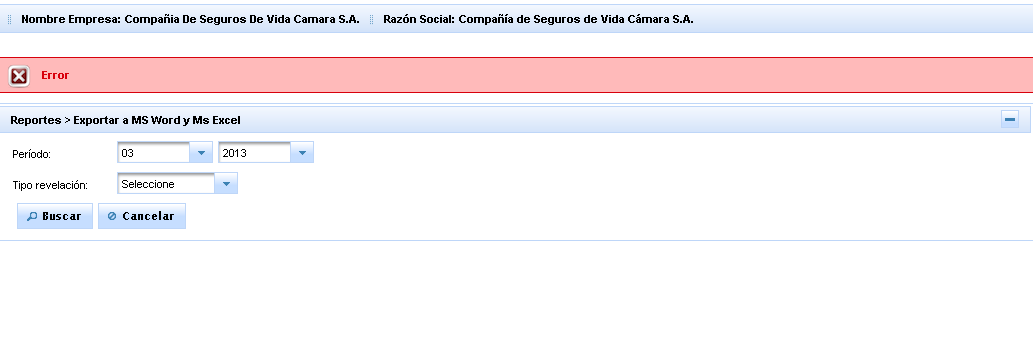 Nombre Empresa: Compañia De Seguros De Vida Camara S.A. Razón Social: Compañía de Seguros de Vida Cámara S.A.
Error
Reportes > Exportar a MS Word y Ms Excel
Período: 03 2013
Tipo revelación: Seleccione
Buscar Cancelar